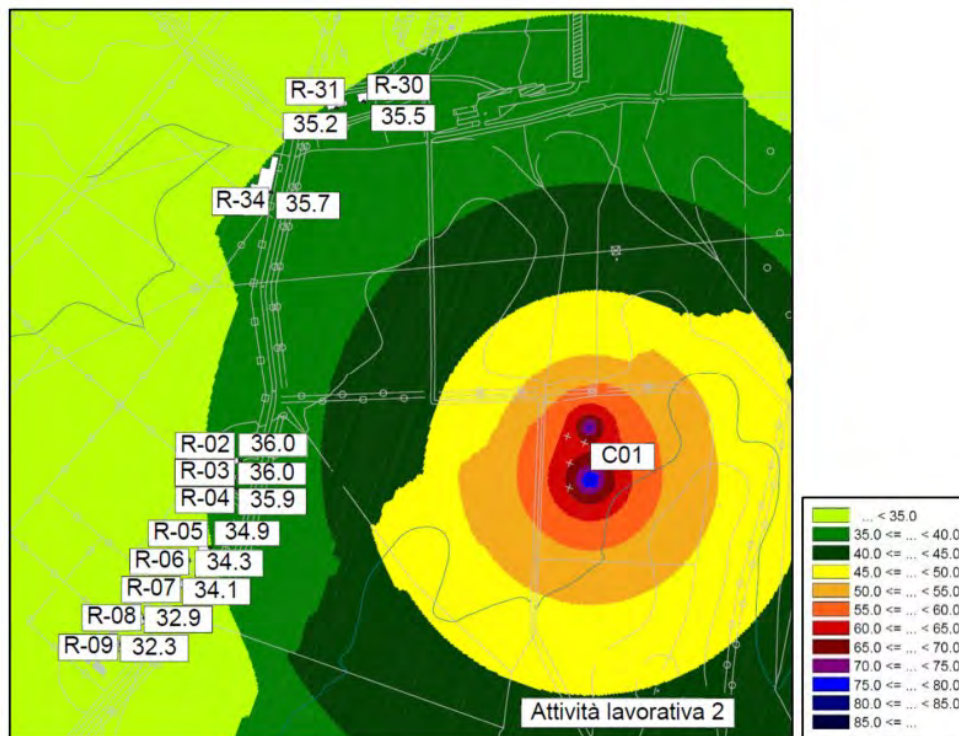 R-31 R-30
35.2 35.5
R-34 35.7
R-02 36.0
R-03 36.0
R-04 35.9
R-05 34.9
R-06 34.3
R-07 34.1
R-08 32.9
R-09 32.3
C01
Attività lavorativa 2
... < 35.0
35.0 <= ... < 40.0
40.0 <= ... < 45.0
45.0 <= ... < 50.0
50.0 <= ... < 55.0
55.0 <= ... < 60.0
60.0 <= ... < 65.0
65.0 <= ... < 70.0
70.0 <= ... < 75.0
75.0 <= ... < 80.0
80.0 <= ... < 85.0
85.0 <= ...